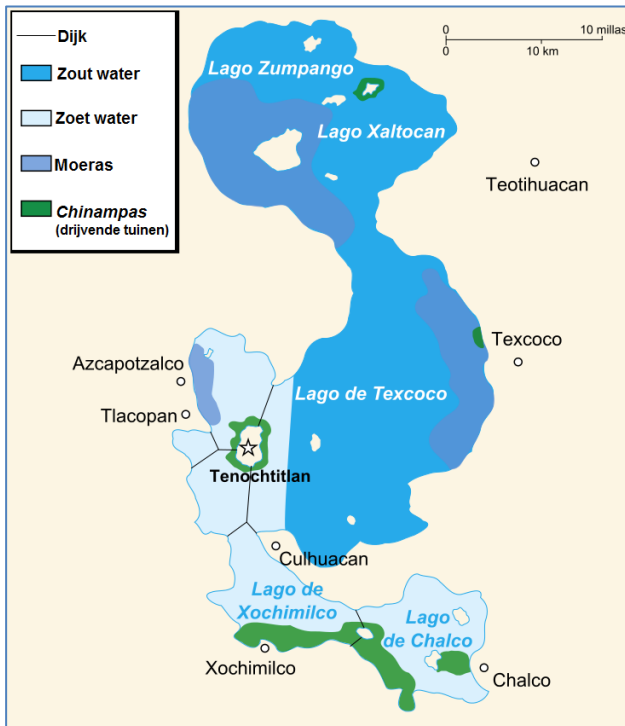 Dijk
Zout water
Zoet water
Moeras
Chinampas
(drijvende tuinen)
0 10 millas
0 10 km
Lago Zumpango
Lago Xaltocan
Teotihuacan
Texcoco
Azcapotzalco
Tlacopan
Lago de Texcoco
Tenochtitlan
Culhuacan
Lago de
Xochimilco
Lago
de Chalco
Xochimilco
Chalco